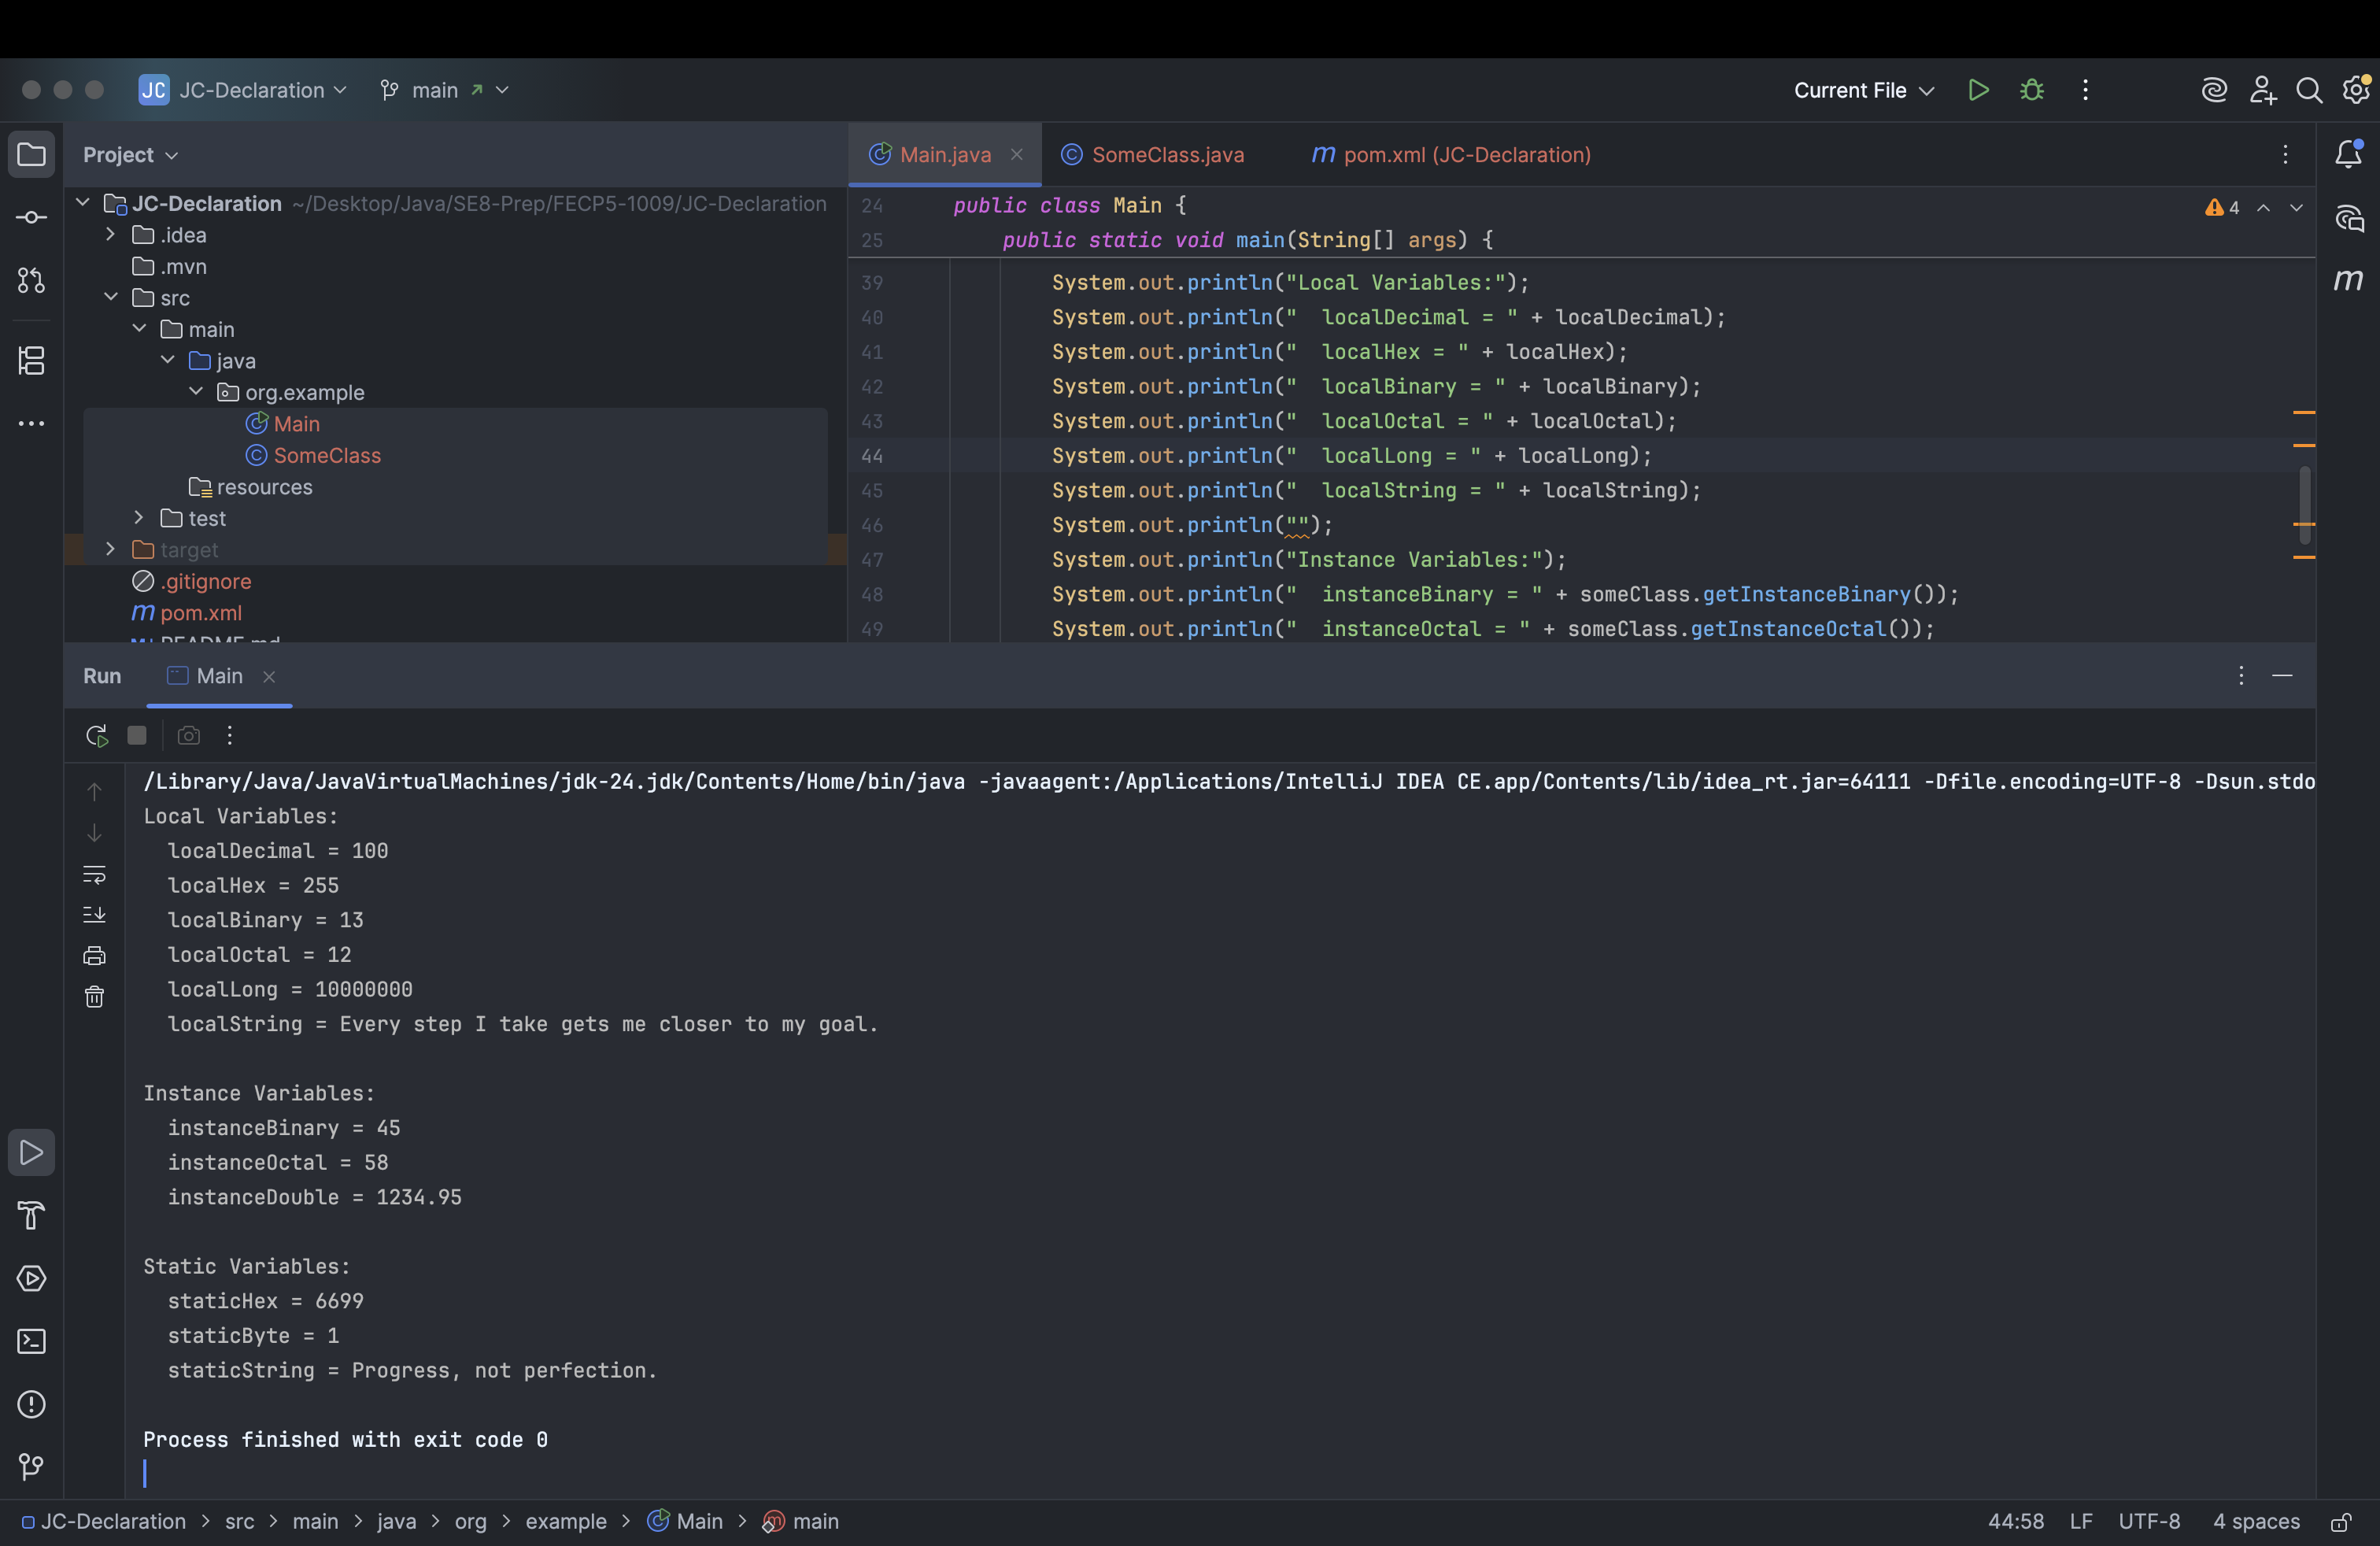 JC JC-Declaration main Current File
Project
Main.java SomeClass.java m pom.xml (JC-Declaration)
JC-Declaration ~/Desktop/Java/SE8-Prep/FECP5-1009/JC-Declaration
.idea
.mvn
src
main
java
org.example
Main
SomeClass
resources
test
target
.gitignore
m pom.xml
README.md
4
24 public class Main {
25 public static void main(String[] args) {
39 System.out.println("Local Variables:");
40 System.out.println("  localDecimal = " + localDecimal);
41 System.out.println("  localHex = " + localHex);
42 System.out.println("  localBinary = " + localBinary);
43 System.out.println("  localOctal = " + localOctal);
44 System.out.println("  localLong = " + localLong);
45 System.out.println("  localString = " + localString);
46 System.out.println("");
47 System.out.println("Instance Variables:");
48 System.out.println("  instanceBinary = " + someClass.getInstanceBinary());
49 System.out.println("  instanceOctal = " + someClass.getInstanceOctal());
m
Run Main
/Library/Java/JavaVirtualMachines/jdk-24.jdk/Contents/Home/bin/java -javaagent:/Applications/IntelliJ IDEA CE.app/Contents/lib/idea_rt.jar=64111 -Dfile.encoding=UTF-8 -Dsun.stdo
Local Variables:
  localDecimal = 100
  localHex = 255
  localBinary = 13
  localOctal = 12
  localLong = 10000000
  localString = Every step I take gets me closer to my goal.
Instance Variables:
  instanceBinary = 45
  instanceOctal = 58
  instanceDouble = 1234.95
Static Variables:
  staticHex = 6699
  staticByte = 1
  staticString = Progress, not perfection.
Process finished with exit code 0
JC-Declaration > src > main > java > org > example > Main > main 44:58 LF UTF-8 4 spaces